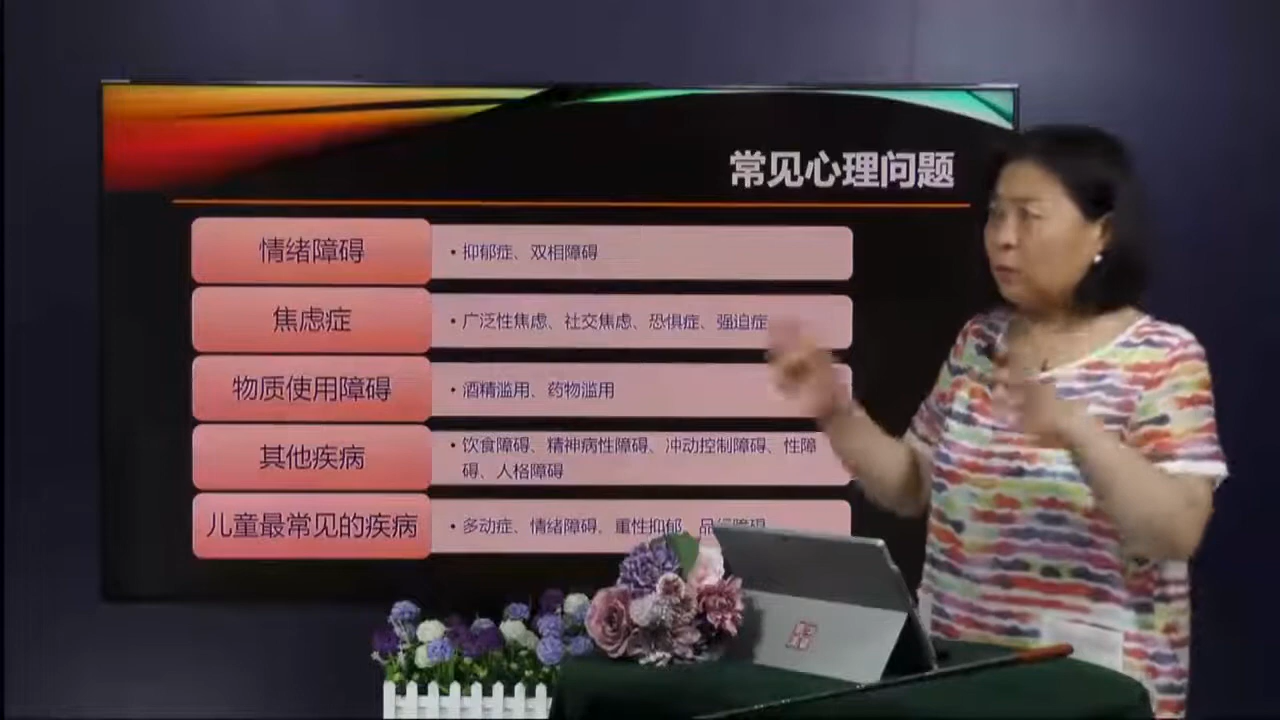 常见心理问题
情绪障碍
• 抑郁症、双相障碍
焦虑症
• 广泛性焦虑、社交焦虑、恐惧症、强迫症
物质使用障碍
• 酒精滥用、药物滥用
其他疾病
• 饮食障碍、精神病性障碍、冲动控制障碍、性障
碍、人格障碍
儿童最常见的疾病
• 多动症、情绪障碍、重性抑郁、品行障碍